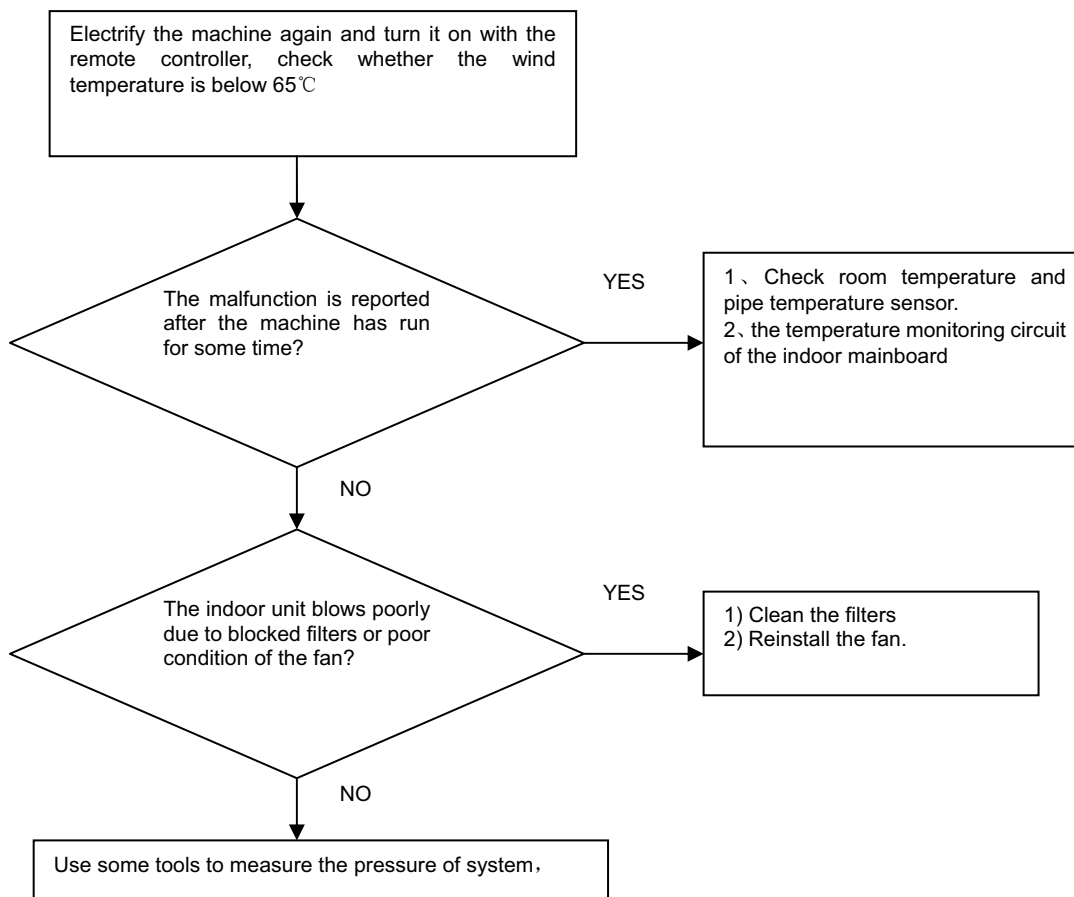 Electrify the machine again and turn it on with the
remote controller, check whether the wind
temperature is below 65℃
The malfunction is reported
after the machine has run
for some time?
YES
1、Check room temperature and
pipe temperature sensor.
2、the temperature monitoring circuit
of the indoor mainboard
NO
The indoor unit blows poorly
due to blocked filters or poor
condition of the fan?
YES
1) Clean the filters
2) Reinstall the fan.
NO
Use some tools to measure the pressure of system，